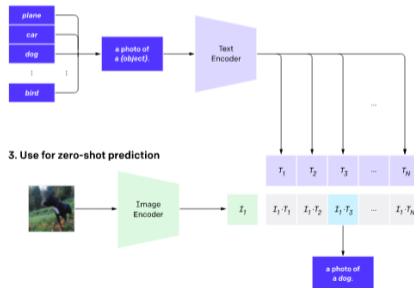 plane
car
dog
⋮
⋮
bird
a photo of
a {object}.
Text
Encoder
...
3. Use for zero-shot prediction
Image
Encoder
T1
T2
T3
...
TN
I1
I1·T1
I1·T2
I1·T3
...
I1·TN
a photo of
a dog.